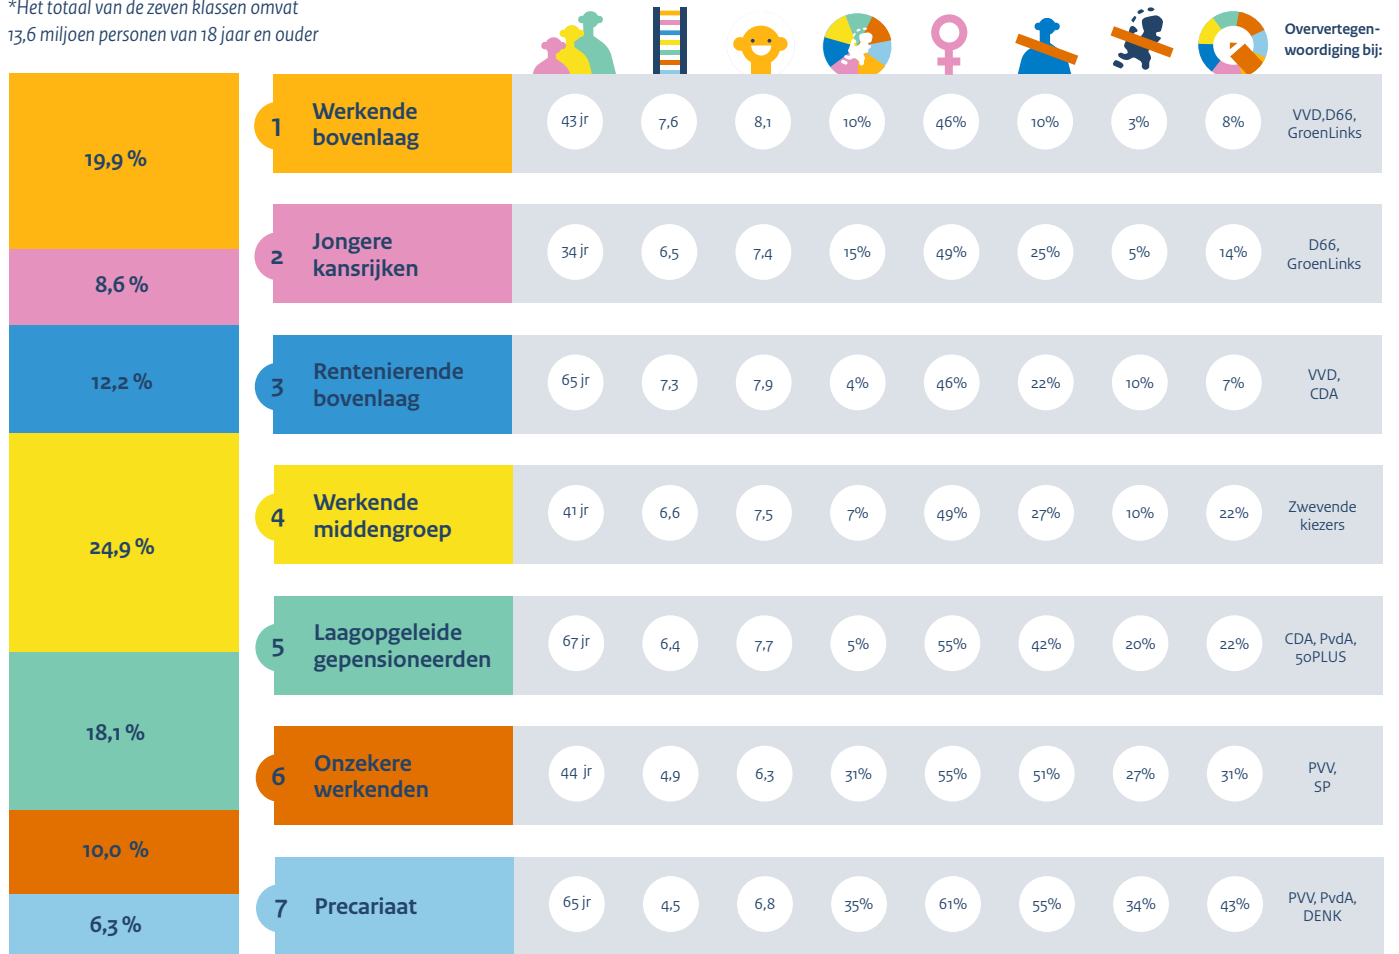 *Het totaal van de zeven klassen omvat
13,6 miljoen personen van 18 jaar en ouder
Oververtegen-
woordiging bij:
19,9 %
8,6 %
12,2 %
24,9 %
18,1 %
10,0 %
6,3 %
1
Werkende
bovenlaag
43 jr
7,6
8,1
10%
46%
10%
3%
8%
VVD,D66,
GroenLinks
2
Jongere
kansrijken
34 jr
6,5
7,4
15%
49%
25%
5%
14%
D66,
GroenLinks
3
Rentenierende
bovenlaag
65 jr
7,3
7,9
4%
46%
22%
10%
7%
VVD,
CDA
4
Werkende
middengroep
41 jr
6,6
7,5
7%
49%
27%
10%
22%
Zwevende
kiezers
5
Laagopgeleide
gepensioneerden
67 jr
6,4
7,7
5%
55%
42%
20%
22%
CDA, PvdA,
50PLUS
6
Onzekere
werkenden
44 jr
4,9
6,3
31%
55%
51%
27%
31%
PVV,
SP
7
Precariaat
65 jr
4,5
6,8
35%
61%
55%
34%
43%
PVV, PvdA,
DENK